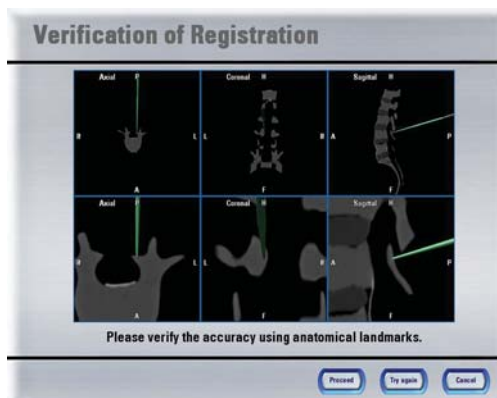 Verification of Registration
Axial P
Coronal H
Sagittal H
R
L
L
R
A
P
A
F
F
Axial P
Coronal H
Sagittal H
R
L
L
R
A
P
A
F
F
Please verify the accuracy using anatomical landmarks.
Proceed
Try again
Cancel